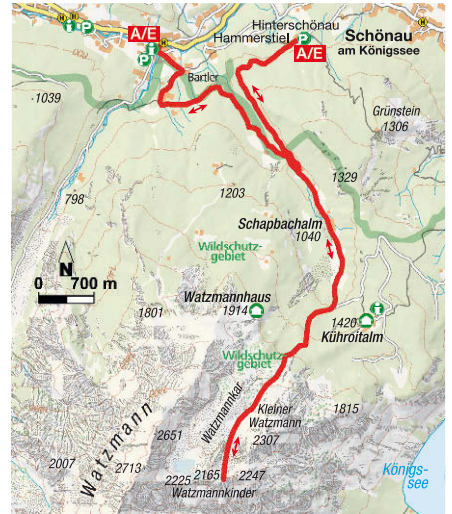 Hinterschönau
Hammerstiel
Schönau
am Königssee
A/E
A/E
P
P
P
i
i
H
H
H
H
Bartler
1039
Grünstein
1306
1329
798
1203
Schapbachalm
1040
Wildschutz-
gebiet
N
0 700 m
Watzmannhaus
1914
1801
1420
Kühroitalm
i
Wildschutz-
gebiet
Watzmann
Watzmannkar
Kleiner
Watzmann
1815
2651
2307
2007
2713
2225
2165
2247
Watzmannkinder
Königs-
see